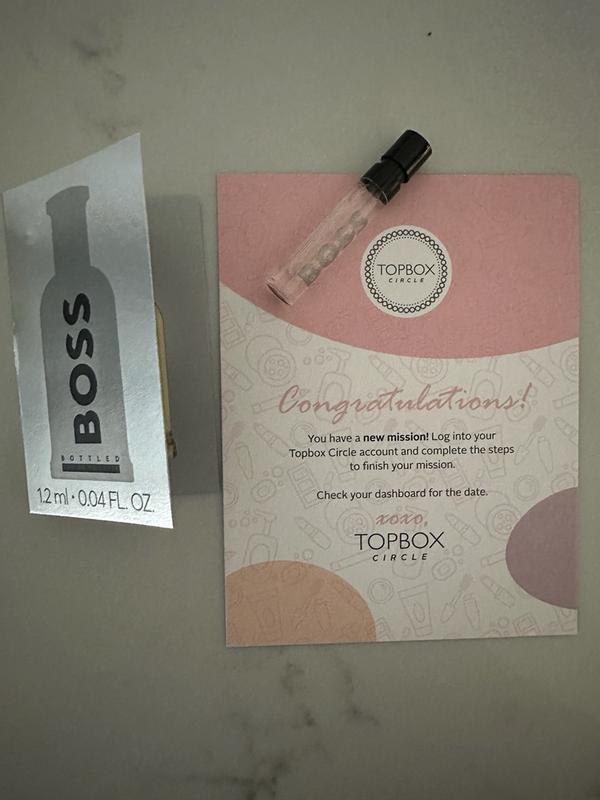 BOSS
BOTTLED
1.2 ml • 0.04 FL. OZ.
BOSS
TOPBOX
CIRCLE
Congratulations!
You have a new mission! Log into your
Topbox Circle account and complete the steps
to finish your mission.
Check your dashboard for the date.
xoxo,
TOPBOX
CIRCLE